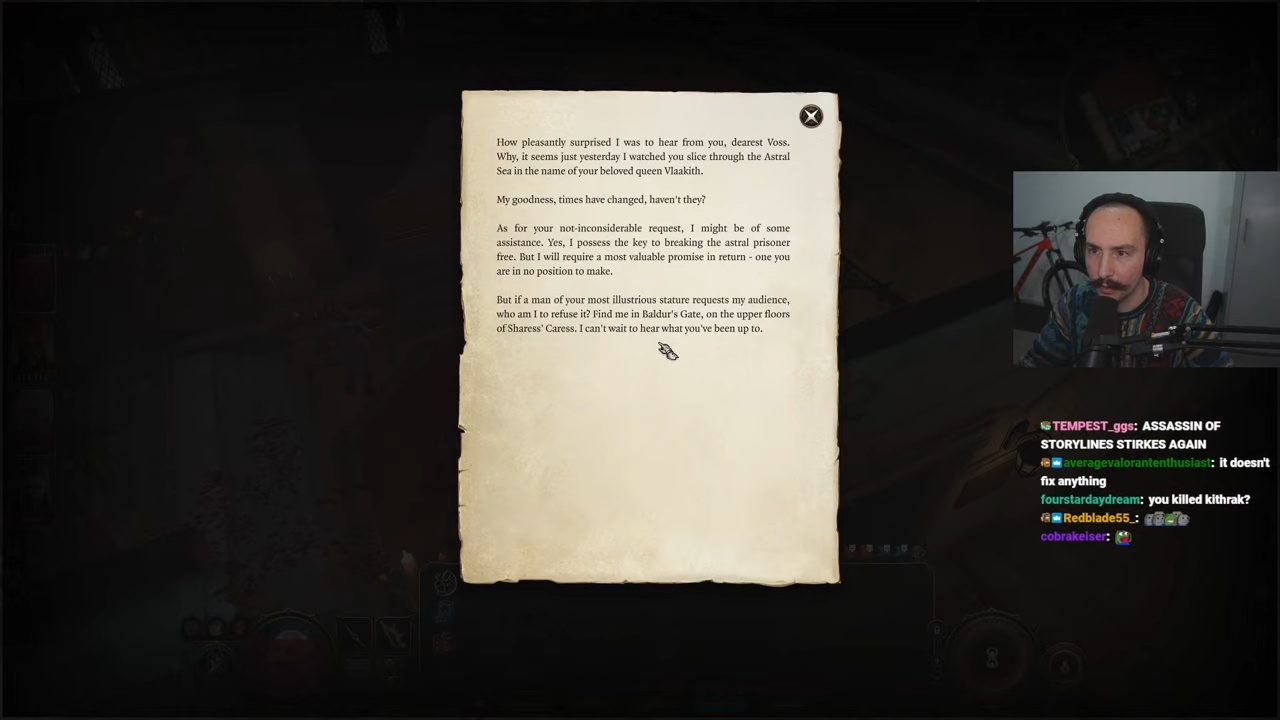 How pleasantly surprised I was to hear from you, dearest Voss.
Why, it seems just yesterday I watched you slice through the Astral
Sea in the name of your beloved queen Vlaakith.
My goodness, times have changed, haven't they?
As for your not-inconsiderable request, I might be of some
assistance. Yes, I possess the key to breaking the astral prisoner
free. But I will require a most valuable promise in return - one you
are in no position to make.
But if a man of your most illustrious stature requests my audience,
who am I to refuse it? Find me in Baldur's Gate, on the upper floors
of Sharess' Caress. I can't wait to hear what you've been up to.
TEMPEST_ggs: ASSASSIN OF
STORYLINES STIRKES AGAIN
averagevalorantenthusiast: it doesn't
fix anything
fourstardaydream: you killed kithrak?
Redblade55_:
cobrakeiser: